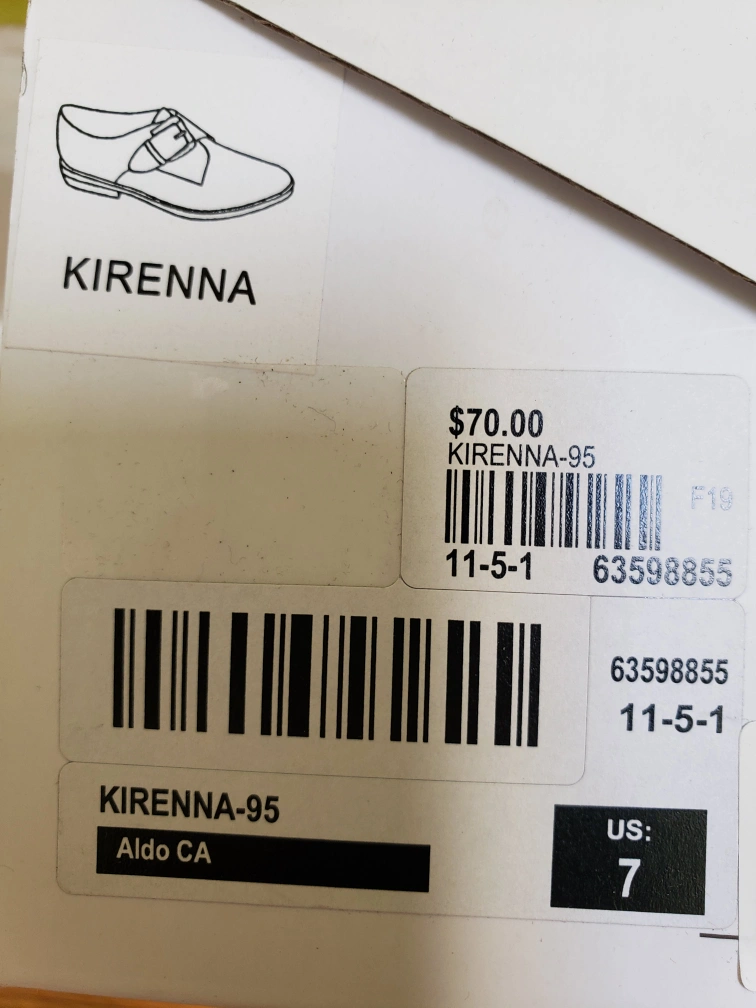 KIRENNA
$70.00
KIRENNA-95
F19
11-5-1 63598855
63598855
11-5-1
KIRENNA-95
Aldo CA
US:
7